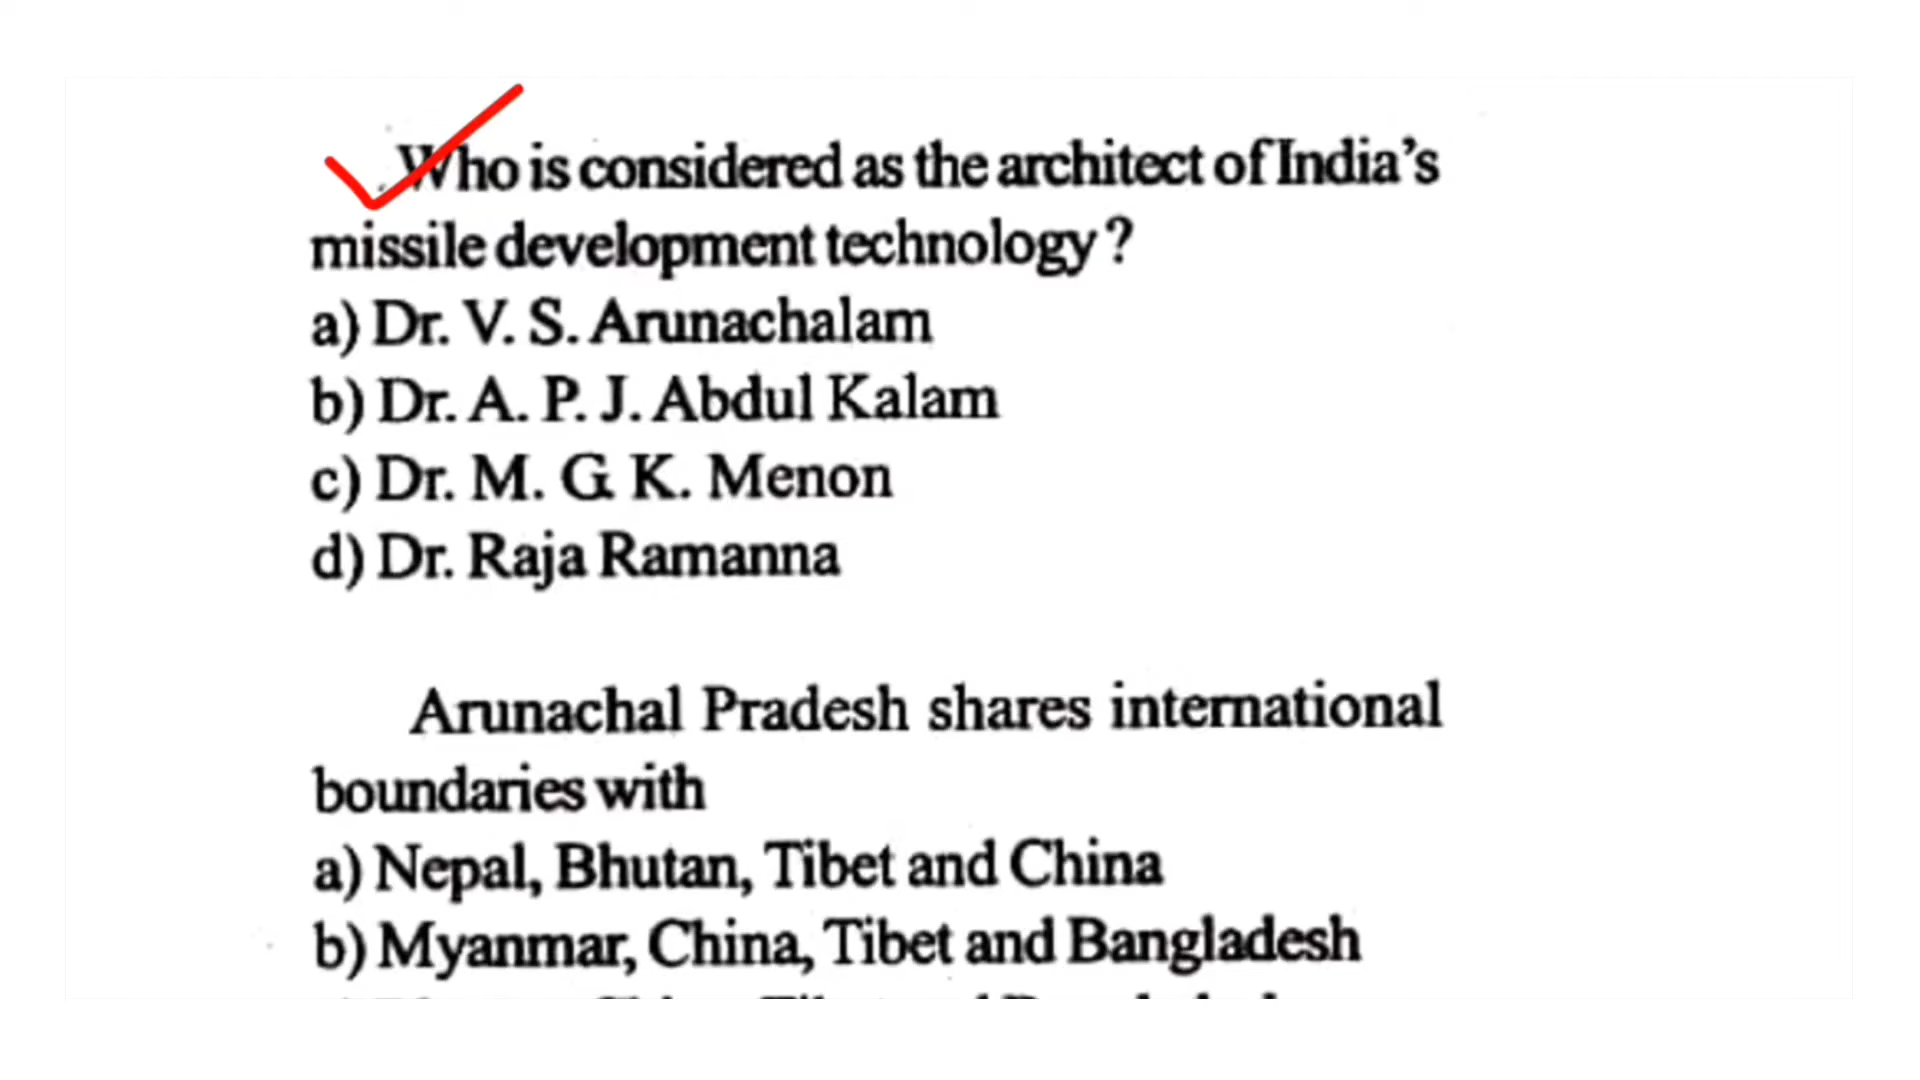 Who is considered as the architect of India's
missile development technology ?
a) Dr. V. S. Arunachalam
b) Dr. A. P. J. Abdul Kalam
c) Dr. M. G. K. Menon
d) Dr. Raja Ramanna
Arunachal Pradesh shares international
boundaries with
a) Nepal, Bhutan, Tibet and China
b) Myanmar, China, Tibet and Bangladesh